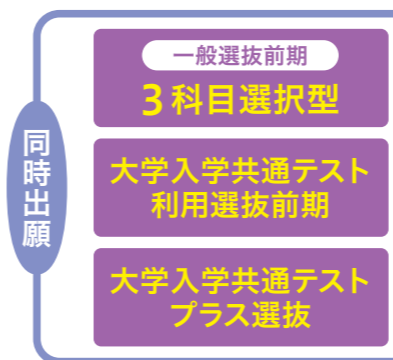 同時出願
一般選抜前期
3科目選択型
大学入学共通テスト
利用選抜前期
大学入学共通テスト
プラス選抜